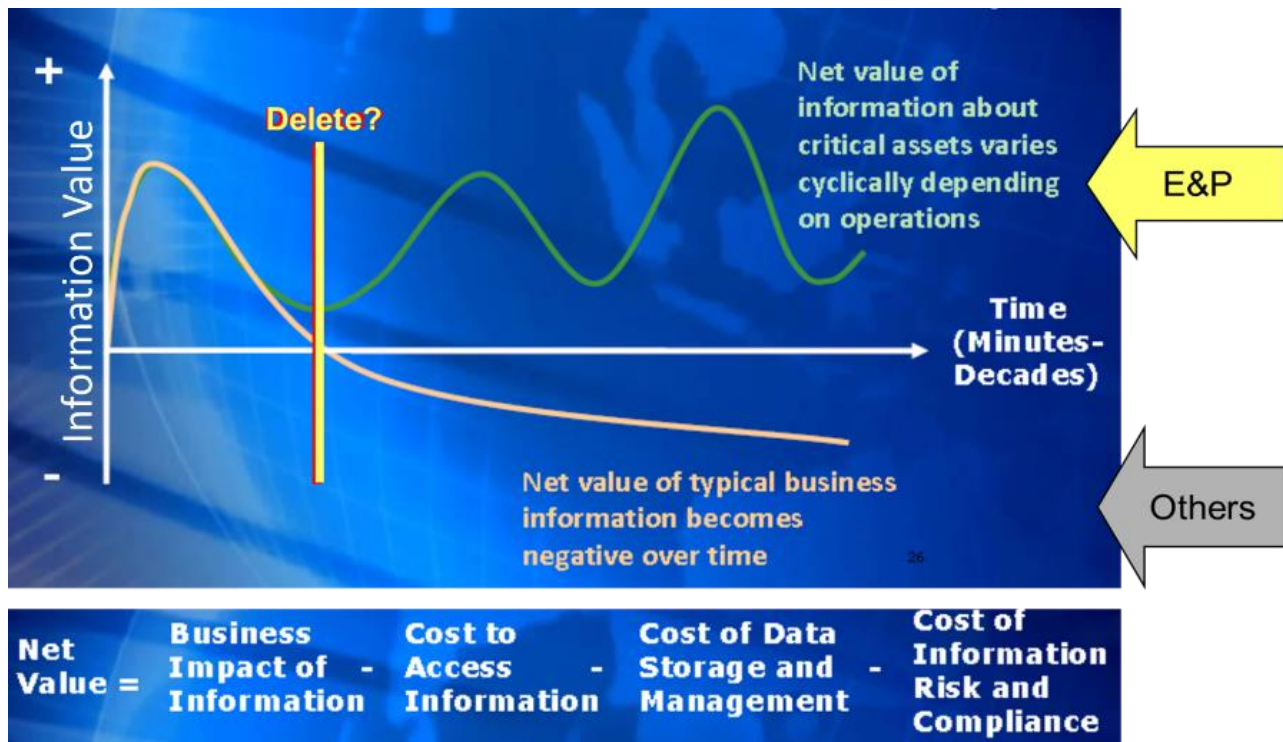 +
Information Value
-
Delete?
Net value of
information about
critical assets varies
cyclically depending
on operations
E&P
Time
(Minutes-
Decades)
Net value of typical business
information becomes
negative over time
26
Others
Net
Value =
Business
Impact of -
Information
Cost to
Access -
Information
Cost of Data
Storage and -
Management
Cost of
Information
Risk and
Compliance